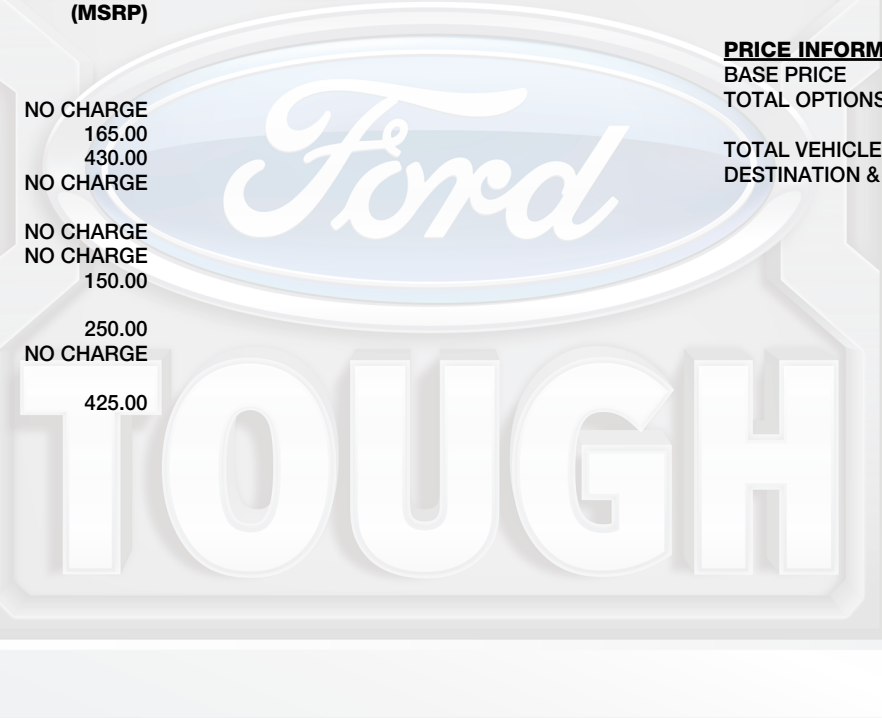 (MSRP)
NO CHARGE
165.00
430.00
NO CHARGE
NO CHARGE
NO CHARGE
150.00
250.00
NO CHARGE
425.00
PRICE INFORM
BASE PRICE
TOTAL OPTIONS
TOTAL VEHICLE
DESTINATION &
Ford
TOUGH